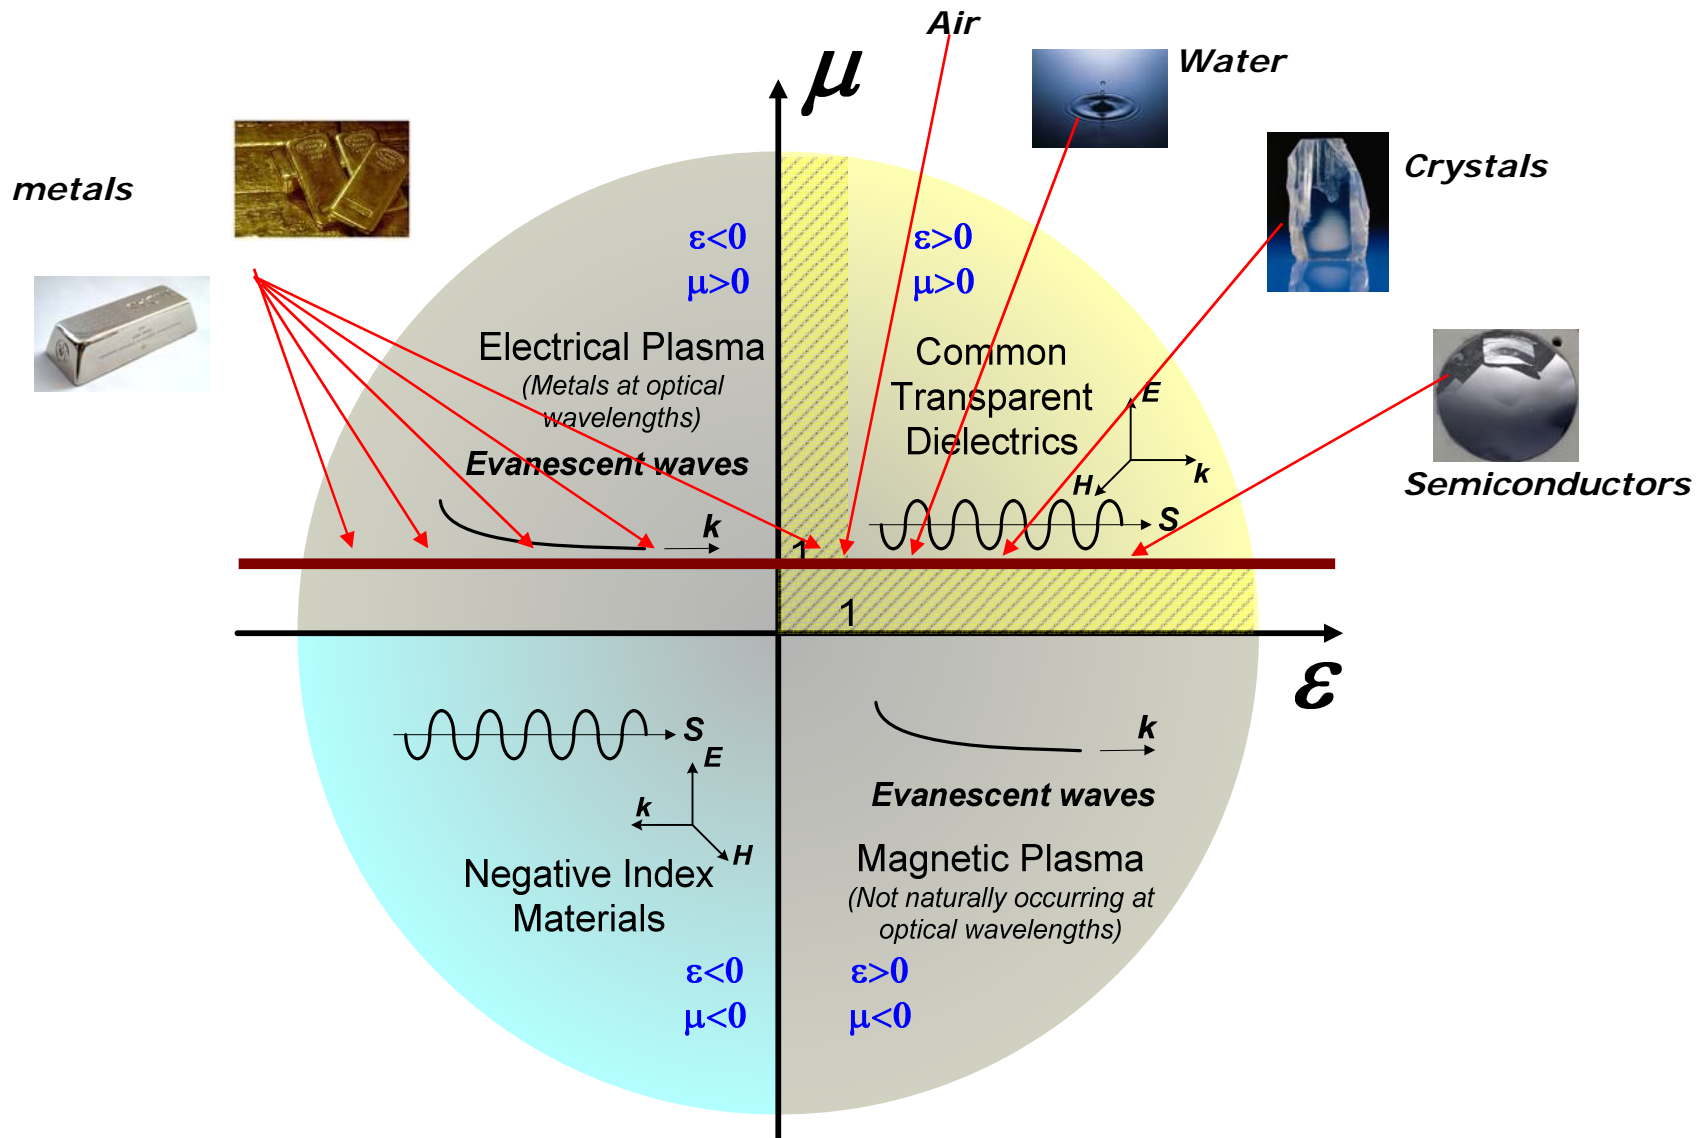 Air
μ
Water
metals
Crystals
ε<0
μ>0
ε>0
μ>0
Electrical Plasma
(Metals at optical
wavelengths)
Evanescent waves
k
Common
Transparent
Dielectrics
E
k
H
S
Semiconductors
1
1
ε
S
E
k
H
Negative Index
Materials
ε<0
μ<0
k
Evanescent waves
Magnetic Plasma
(Not naturally occurring at
optical wavelengths)
ε>0
μ<0